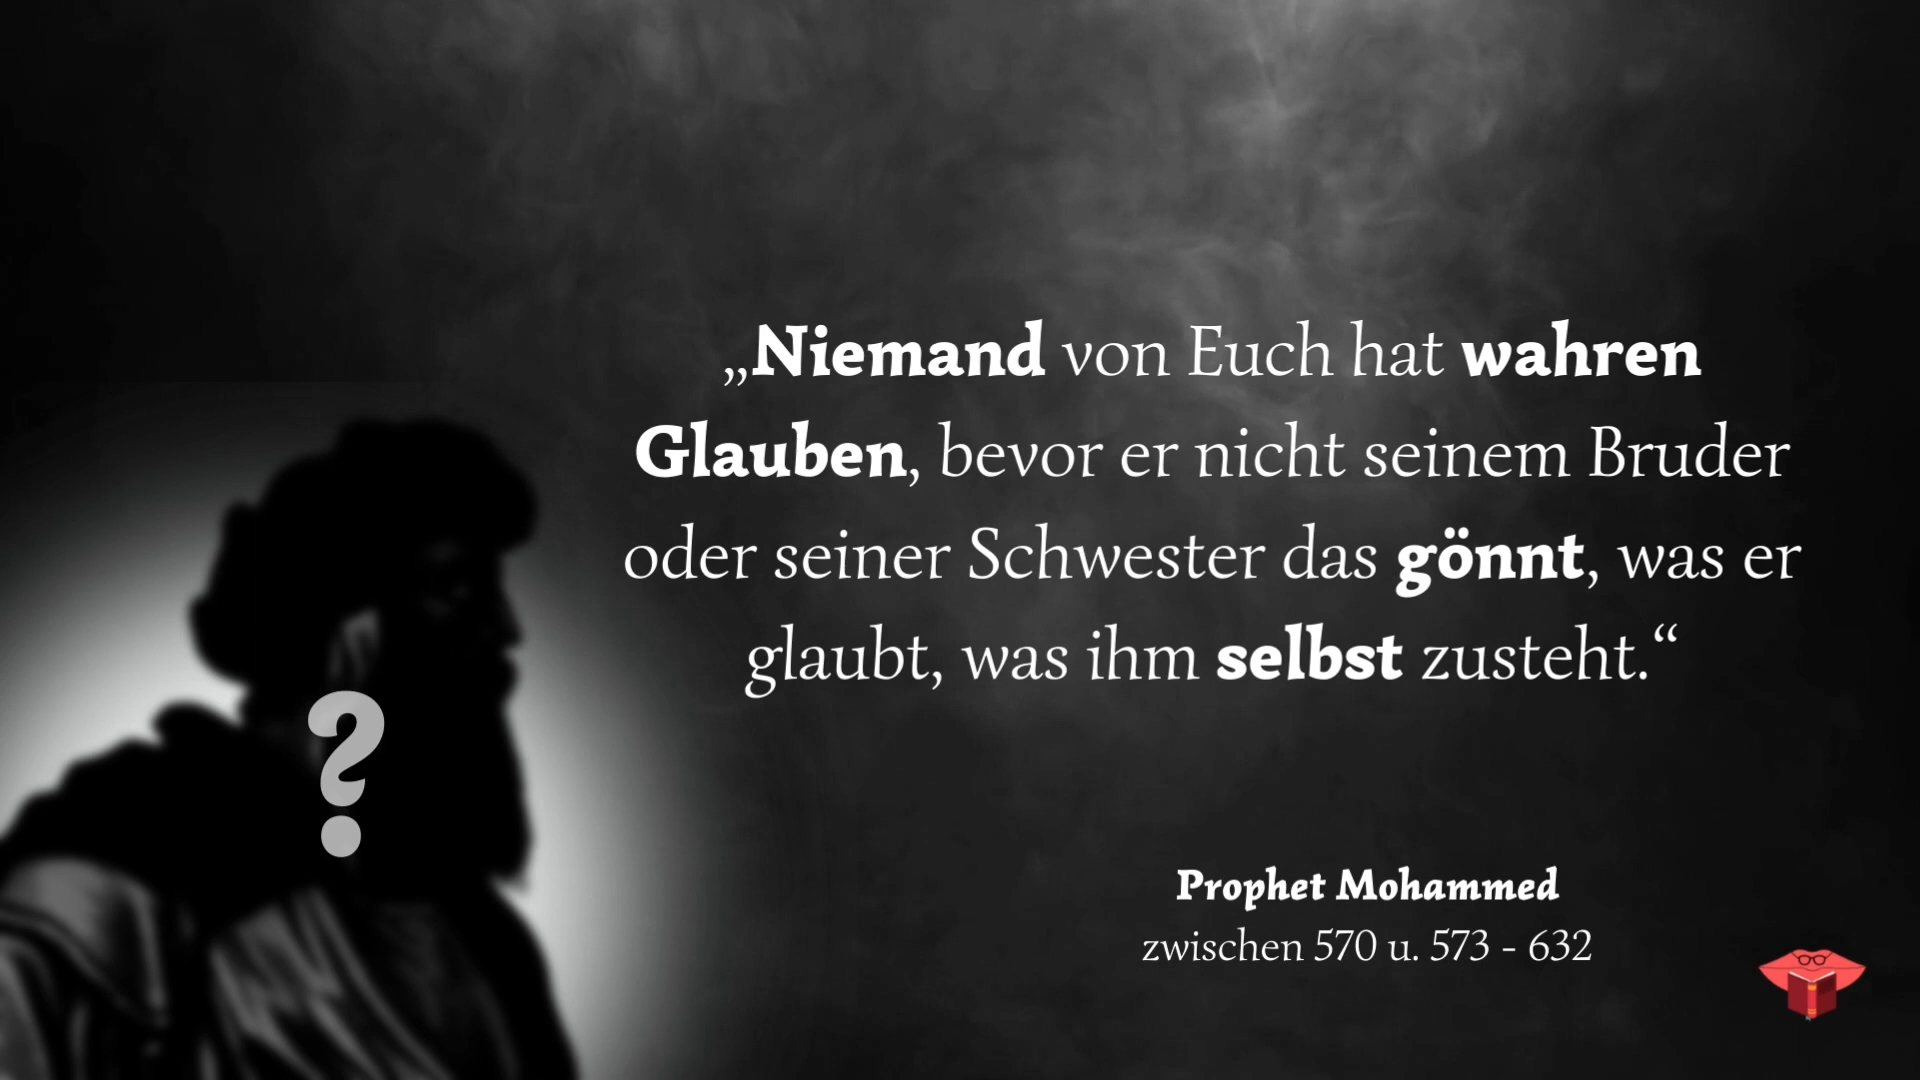 „Niemand von Euch hat wahren
Glauben, bevor er nicht seinem Bruder
oder seiner Schwester das gönnt, was er
glaubt, was ihm selbst zusteht.“
?
Prophet Mohammed
zwischen 570 u. 573 - 632